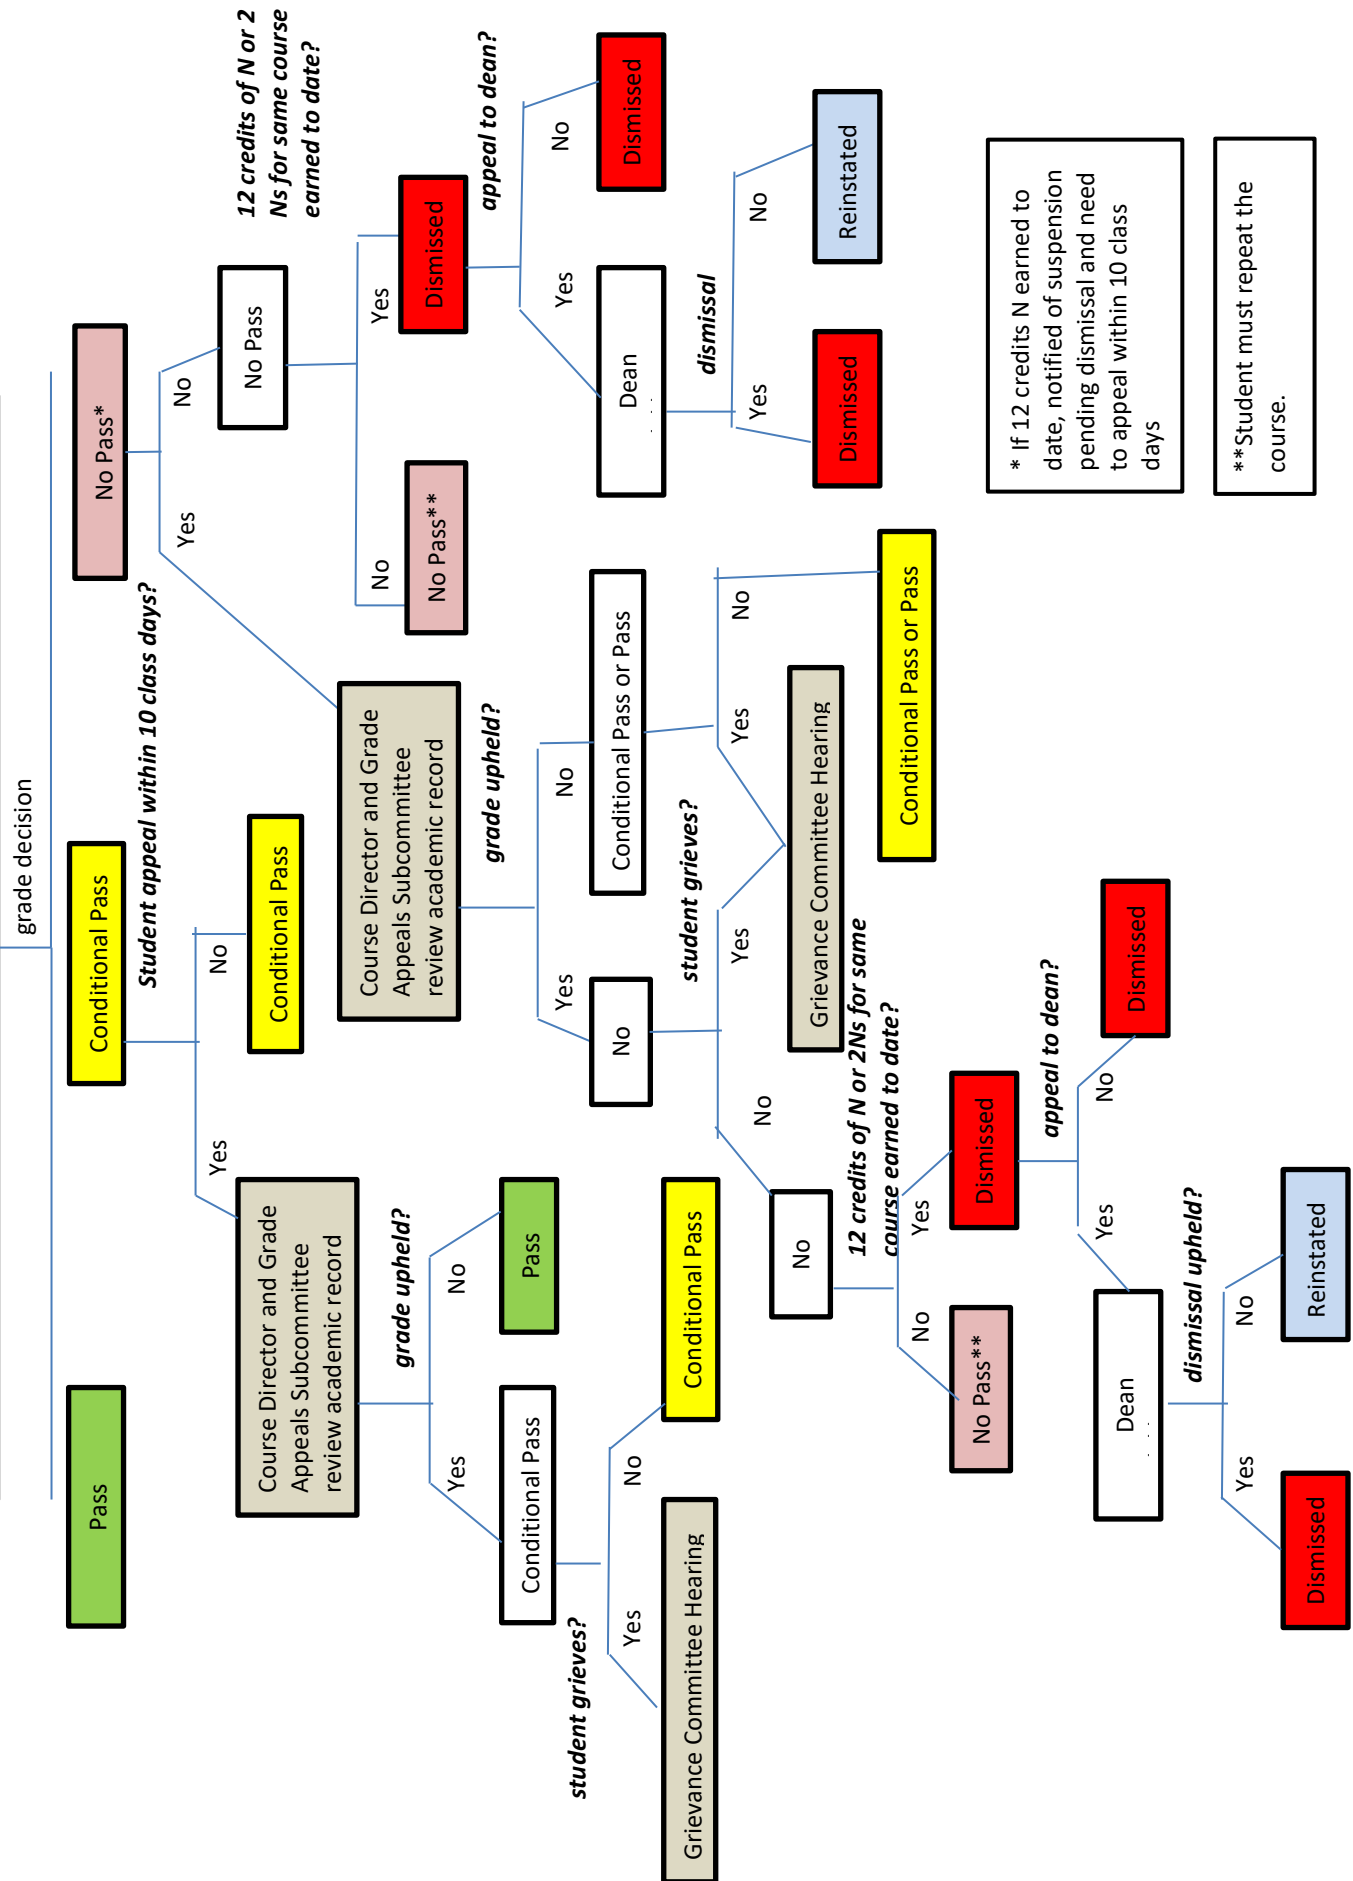 grade decision
Pass
Conditional Pass
No Pass*
Student appeal within 10 class days?
Yes
No
Yes
No
Course Director and Grade
Appeals Subcommittee
review academic record
Conditional Pass
No Pass
12 credits of N or 2
Ns for same course
earned to date?
grade upheld?
Yes
No
Course Director and Grade
Appeals Subcommittee
review academic record
No
Yes
No Pass**
Dismissed
Conditional Pass
Pass
grade upheld?
Yes
No
appeal to dean?
Yes
No
student grieves?
Yes
No
No
Conditional Pass or Pass
Dean
Dismissed
Grievance Committee Hearing
Conditional Pass
student grieves?
No
Yes
Yes
No
dismissal
Yes
No
No
Grievance Committee Hearing
Dismissed
Reinstated
12 credits of N or 2Ns for same
course earned to date?
Conditional Pass or Pass
No
Yes
No Pass**
Dismissed
appeal to dean?
Yes
No
Dean
Dismissed
dismissal upheld?
Yes
No
Dismissed
Reinstated
* If 12 credits N earned to
date, notified of suspension
pending dismissal and need
to appeal within 10 class
days
**Student must repeat the
course.